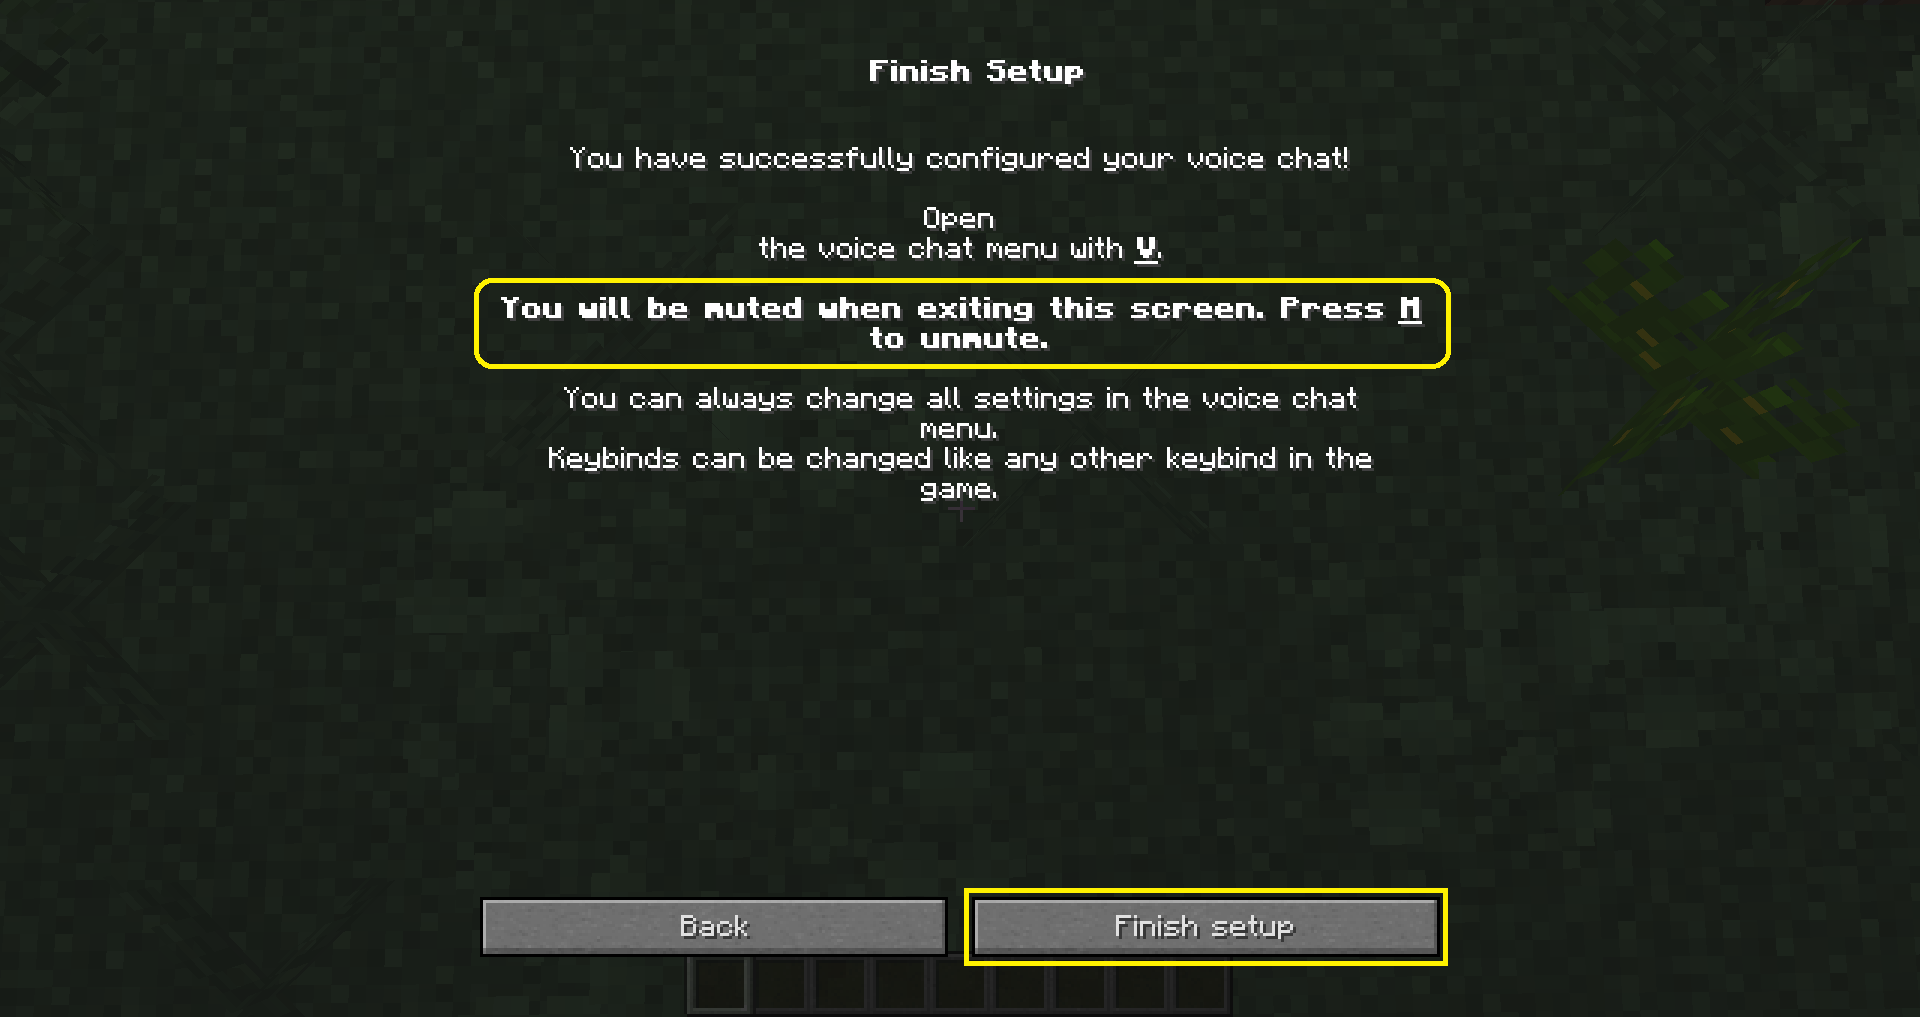 Finish Setup
You have successfully configured your voice chat!
Open
the voice chat menu with V.
You will be muted when exiting this screen. Press M
to unmute.
You can always change all settings in the voice chat
menu.
Keybinds can be changed like any other keybind in the
game.
Back
Finish setup